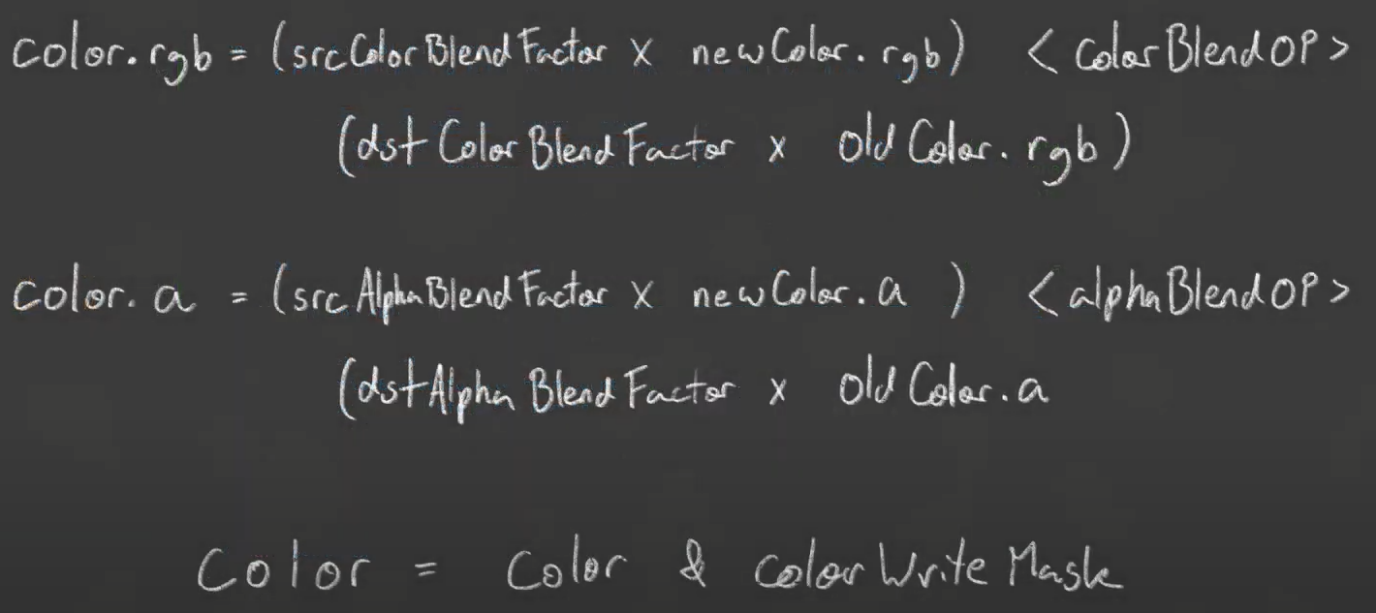 color.rgb = (srcColorBlendFactor x newColor.rgb) <ColorBlendOP>
(dstColorBlendFactor x oldColor.rgb)
color.a = (srcAlphaBlendFactor x newColor.a ) <alphaBlendOP>
(dstAlphaBlendFactor x oldColor.a
Color = Color & colorWriteMask